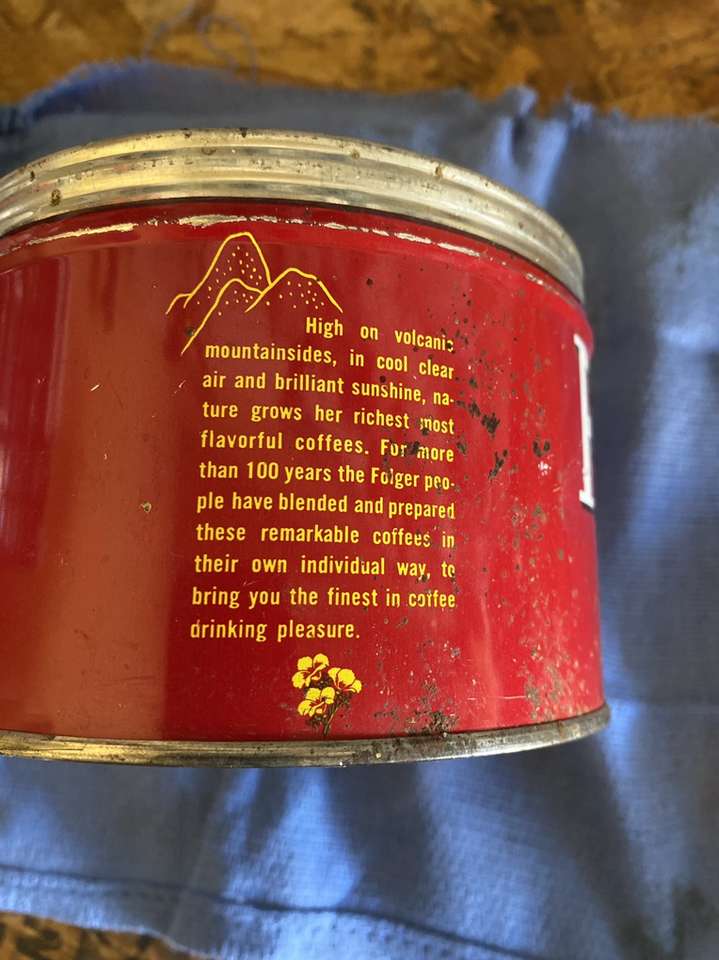 High on volcanic
mountainsides, in cool clear
air and brilliant sunshine, na-
ture grows her richest most
flavorful coffees. For more
than 100 years the Folger peo-
ple have blended and prepared
these remarkable coffees in
their own individual way, to
bring you the finest in coffee
drinking pleasure.